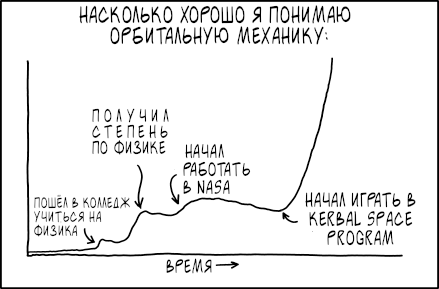 НАСКОЛЬКО ХОРОШО Я ПОНИМАЮ
ОРБИТАЛЬНУЮ МЕХАНИКУ:
ПОЛУЧИЛ
СТЕПЕНЬ
ПО ФИЗИКЕ
НАЧАЛ
РАБОТАТЬ
В NASA
ПОШЁЛ В КОЛЛЕДЖ
УЧИТЬСЯ НА
ФИЗИКА
НАЧАЛ ИГРАТЬ В
KERBAL SPACE
PROGRAM
ВРЕМЯ →